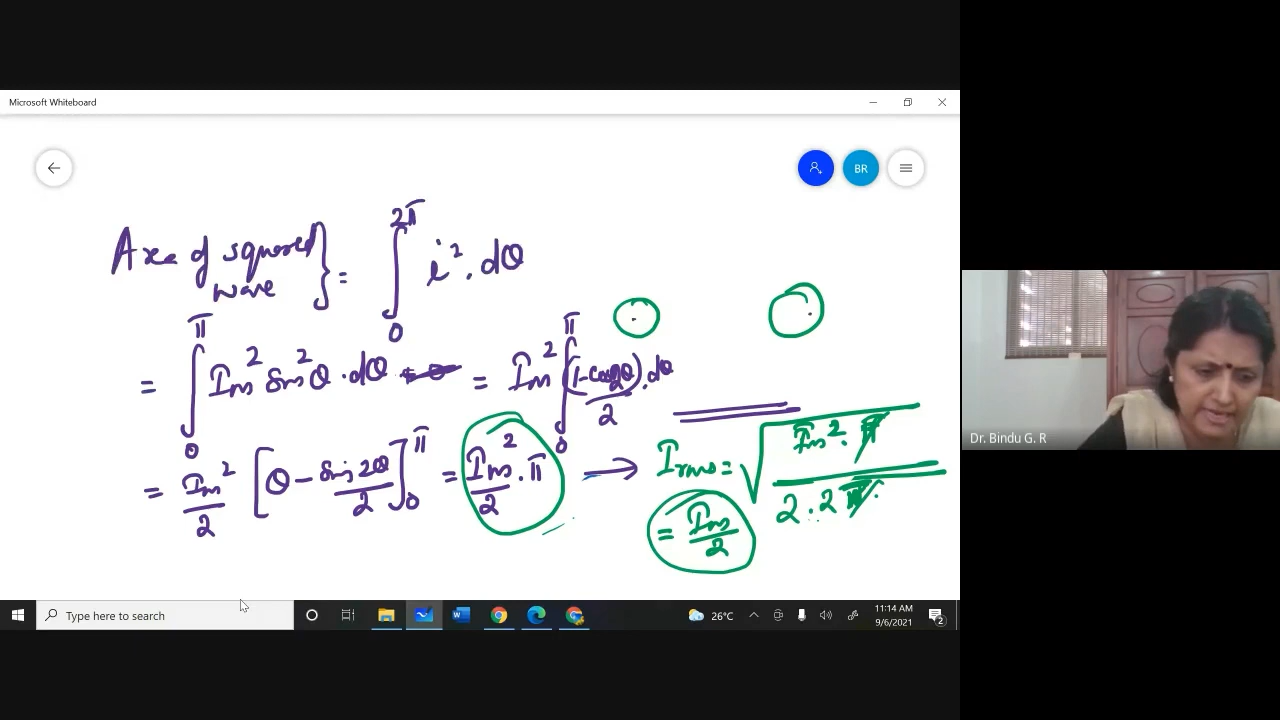 Microsoft Whiteboard
BR
Area of squared wave } = ∫₀^2π i². dθ
= ∫₀^π Im² sin²θ . dθ = Im² ∫₀^π (1-cos2θ)/2 . dθ
= Im²/2 [θ - sin2θ/2]₀^π = Im²/2 . π → Irms = √(Im² . π / 2 . 2π)
= Im/2
Dr. Bindu G. R
Type here to search
26°C
11:14 AM
9/6/2021
2